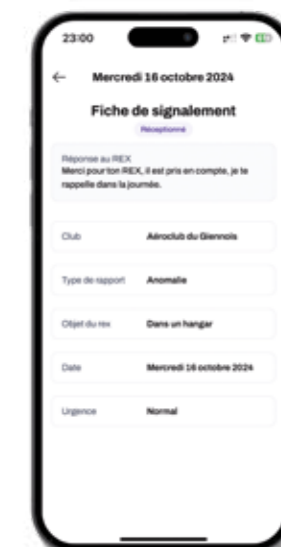 23:00
Mercredi 16 octobre 2024
Fiche de signalement
Réceptionné
Réponse au REX
Merci pour ton REX, il est pris en compte, je te
rappelle dans la journée.
Club Aéroclub du Giennois
Type de rapport Anomalie
Objet du rex Dans un hangar
Date Mercredi 16 octobre 2024
Urgence Normal